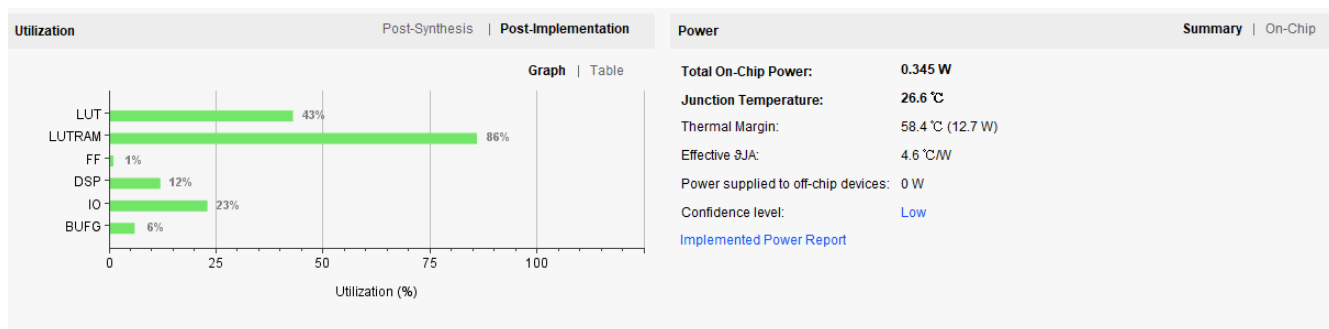 Utilization
Post-Synthesis | Post-Implementation
Graph | Table
LUT 43%
LUTRAM 86%
FF 1%
DSP 12%
IO 23%
BUFG 6%
0 25 50 75 100
Utilization (%)
Power
Summary | On-Chip
Total On-Chip Power: 0.345 W
Junction Temperature: 26.6 ℃
Thermal Margin: 58.4 ℃ (12.7 W)
Effective ϑJA: 4.6 ℃/W
Power supplied to off-chip devices: 0 W
Confidence level: Low
Implemented Power Report